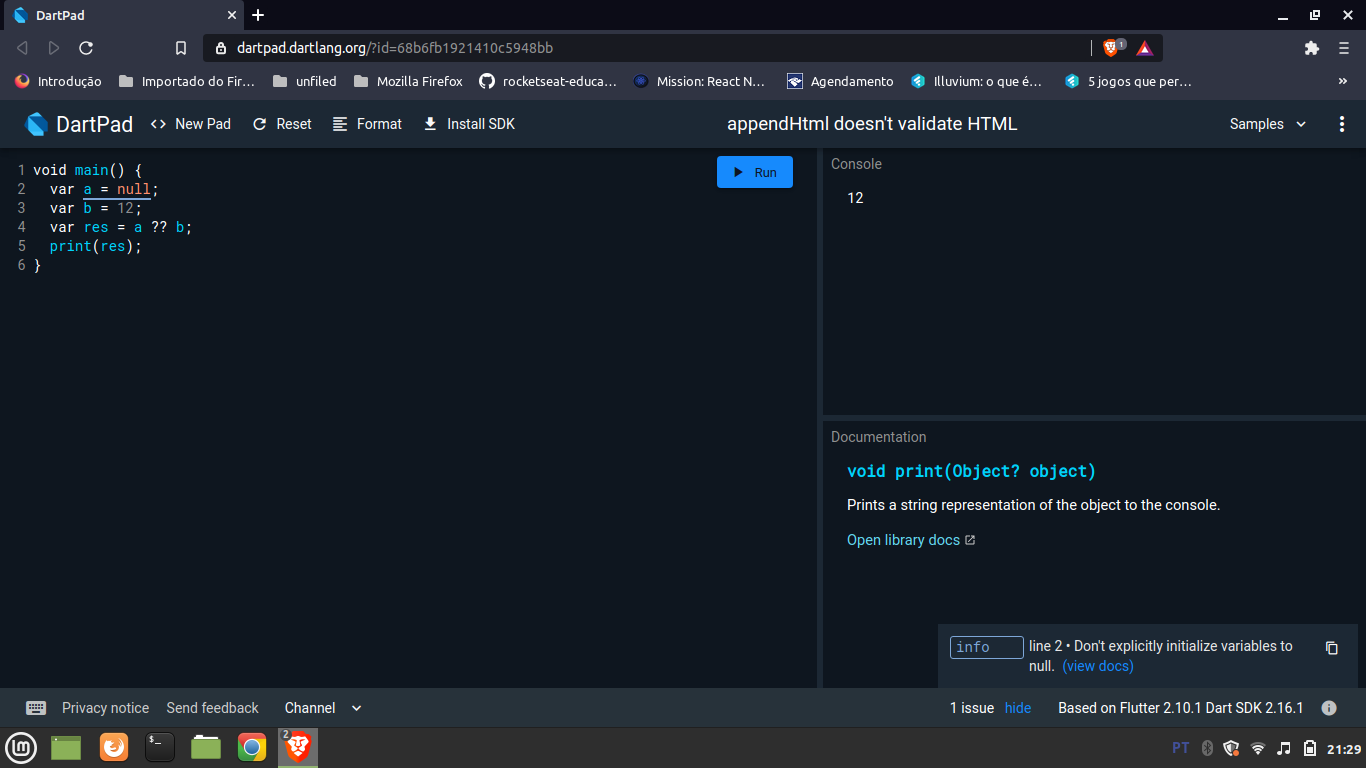 DartPad
dartpad.dartlang.org/?id=68b6fb1921410c5948bb
1
Introdução
Importado do Fir...
unfiled
Mozilla Firefox
rocketseat-educa...
Mission: React N...
Agendamento
Illuvium: o que é...
5 jogos que per...
»
DartPad
<> New Pad
Reset
Format
Install SDK
appendHtml doesn't validate HTML
Samples
1 void main() {
2 var a = null;
3 var b = 12;
4 var res = a ?? b;
5 print(res);
6 }
Run
Console
12
Documentation
void print(Object? object)
Prints a string representation of the object to the console.
Open library docs
info
line 2 • Don't explicitly initialize variables to
null. (view docs)
Privacy notice
Send feedback
Channel
1 issue
hide
Based on Flutter 2.10.1 Dart SDK 2.16.1
i
$_
2
PT
21:29